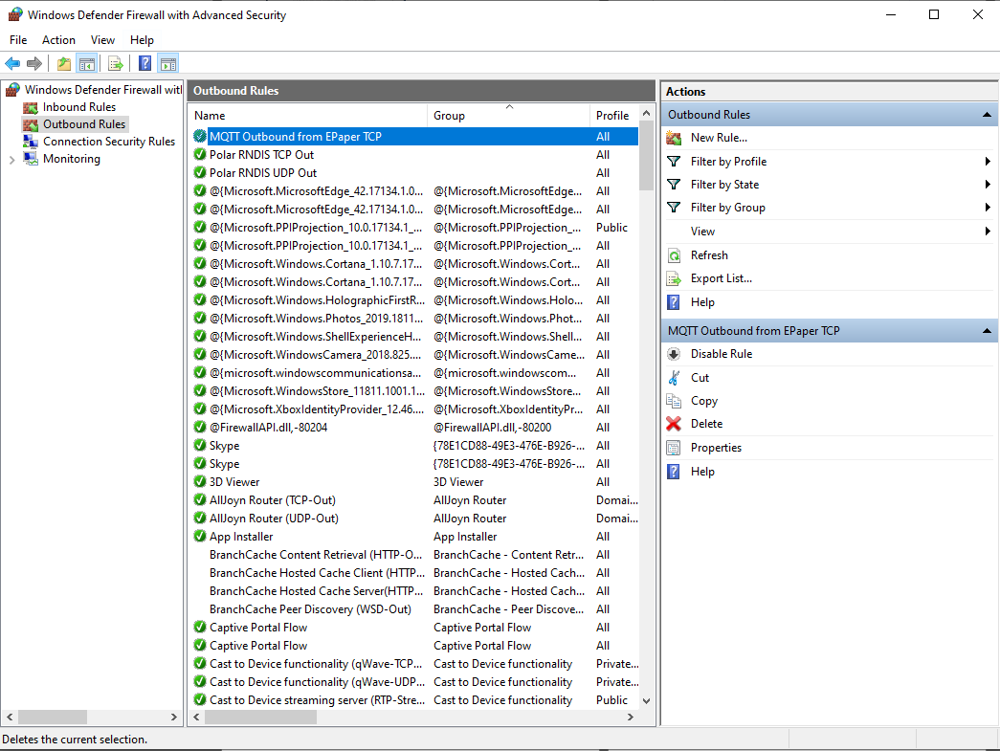 Windows Defender Firewall with Advanced Security
File Action View Help
Windows Defender Firewall wit
Inbound Rules
Outbound Rules
Connection Security Rules
Monitoring
Outbound Rules
Name Group Profile
MQTT Outbound from EPaper TCP All
Polar RNDIS TCP Out All
Polar RNDIS UDP Out All
@{Microsoft.MicrosoftEdge_42.17134.1.0... @{Microsoft.MicrosoftEdge... All
@{Microsoft.MicrosoftEdge_42.17134.1.0... @{Microsoft.MicrosoftEdge... All
@{Microsoft.PPIProjection_10.0.17134.1_... @{Microsoft.PPIProjection_... Public
@{Microsoft.PPIProjection_10.0.17134.1_... @{Microsoft.PPIProjection_... All
@{Microsoft.Windows.Cortana_1.10.7.17... @{Microsoft.Windows.Cort... All
@{Microsoft.Windows.Cortana_1.10.7.17... @{Microsoft.Windows.Cort... All
@{Microsoft.Windows.HolographicFirstR... @{Microsoft.Windows.Holo... All
@{Microsoft.Windows.Photos_2019.1811... @{Microsoft.Windows.Phot... All
@{Microsoft.Windows.ShellExperienceH... @{Microsoft.Windows.Shell... All
@{Microsoft.WindowsCamera_2018.825.... @{Microsoft.WindowsCame... All
@{microsoft.windowscommunicationsa... @{microsoft.windowscom... All
@{Microsoft.WindowsStore_11811.1001.1... @{Microsoft.WindowsStore... All
@{Microsoft.XboxIdentityProvider_12.46.... @{Microsoft.XboxIdentityPr... All
@FirewallAPI.dll,-80204 @FirewallAPI.dll,-80200 All
Skype {78E1CD88-49E3-476E-B926-... All
Skype {78E1CD88-49E3-476E-B926-... All
3D Viewer 3D Viewer All
AllJoyn Router (TCP-Out) AllJoyn Router Domai...
AllJoyn Router (UDP-Out) AllJoyn Router Domai...
App Installer App Installer All
BranchCache Content Retrieval (HTTP-O... BranchCache - Content Retr... All
BranchCache Hosted Cache Client (HTTP... BranchCache - Hosted Cach... All
BranchCache Hosted Cache Server(HTTP... BranchCache - Hosted Cach... All
BranchCache Peer Discovery (WSD-Out) BranchCache - Peer Discove... All
Captive Portal Flow Captive Portal Flow All
Captive Portal Flow Captive Portal Flow All
Cast to Device functionality (qWave-TCP... Cast to Device functionality Private...
Cast to Device functionality (qWave-UDP... Cast to Device functionality Private...
Cast to Device streaming server (RTP-Stre... Cast to Device functionality Public
Actions
Outbound Rules
New Rule...
Filter by Profile
Filter by State
Filter by Group
View
Refresh
Export List...
Help
MQTT Outbound from EPaper TCP
Disable Rule
Cut
Copy
Delete
Properties
Help
Deletes the current selection.